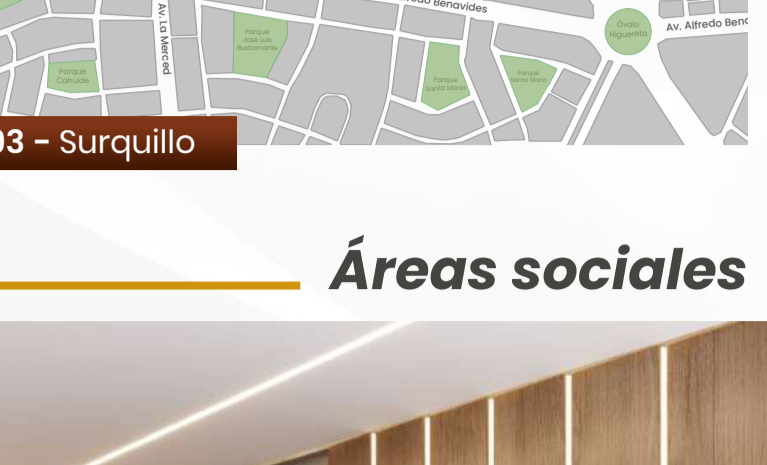 Av. La Merced
Benavides
Av. Alfredo
Óvalo
Higuereta
Parque
José Luis
Bustamante
Parque
Cahuide
Parque
Santa María
Parque
Santa María
03 - Surquillo
Áreas sociales